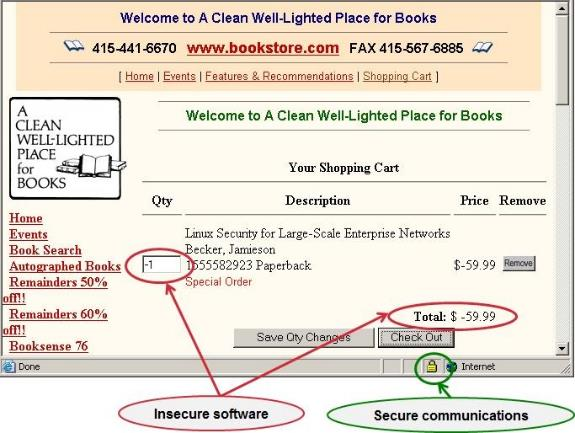 Welcome to A Clean Well-Lighted Place for Books
415-441-6670 www.bookstore.com FAX 415-567-6885
[ Home | Events | Features & Recommendations | Shopping Cart ]
A
CLEAN
WELL-LIGHTED
PLACE
for
BOOKS
Welcome to A Clean Well-Lighted Place for Books
Your Shopping Cart
Qty Description Price Remove
Home
Events
Book Search
Autographed Books
Remainders 50%
off!!
Remainders 60%
off!!
Booksense 76
Linux Security for Large-Scale Enterprise Networks
Becker, Jamieson
-1 1555582923 Paperback $-59.99 Remove
Special Order
Total: $ -59.99
Save Qty Changes Check Out
Done Internet
Insecure software Secure communications